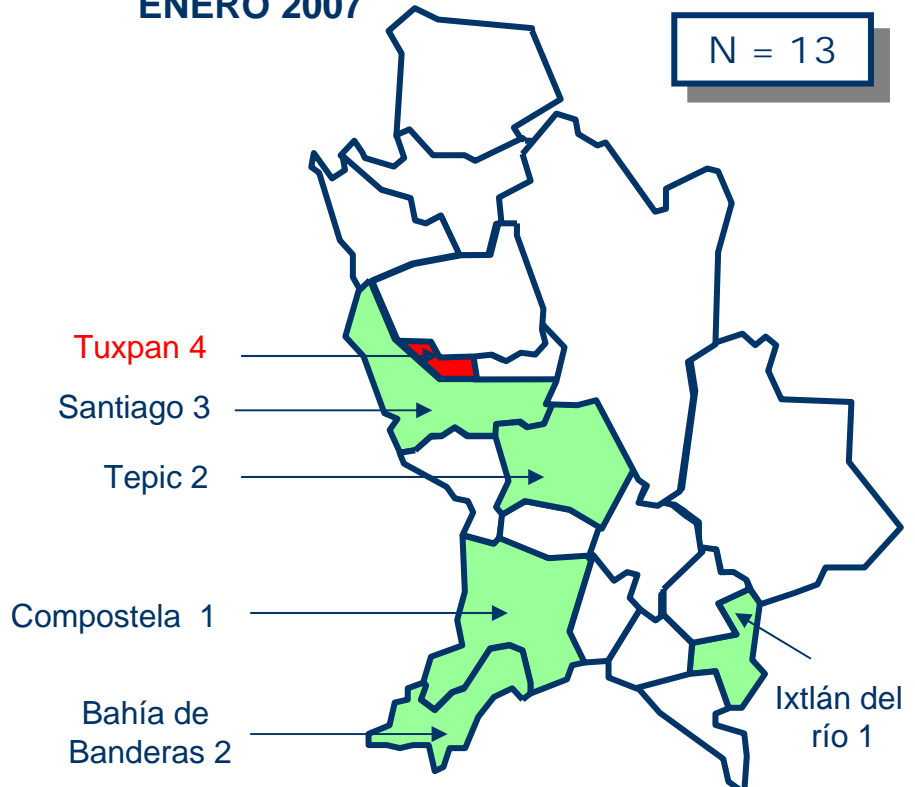 ENERO 2007
N = 13
Tuxpan 4
Santiago 3
Tepic 2
Compostela 1
Bahía de
Banderas 2
Ixtlán del
río 1